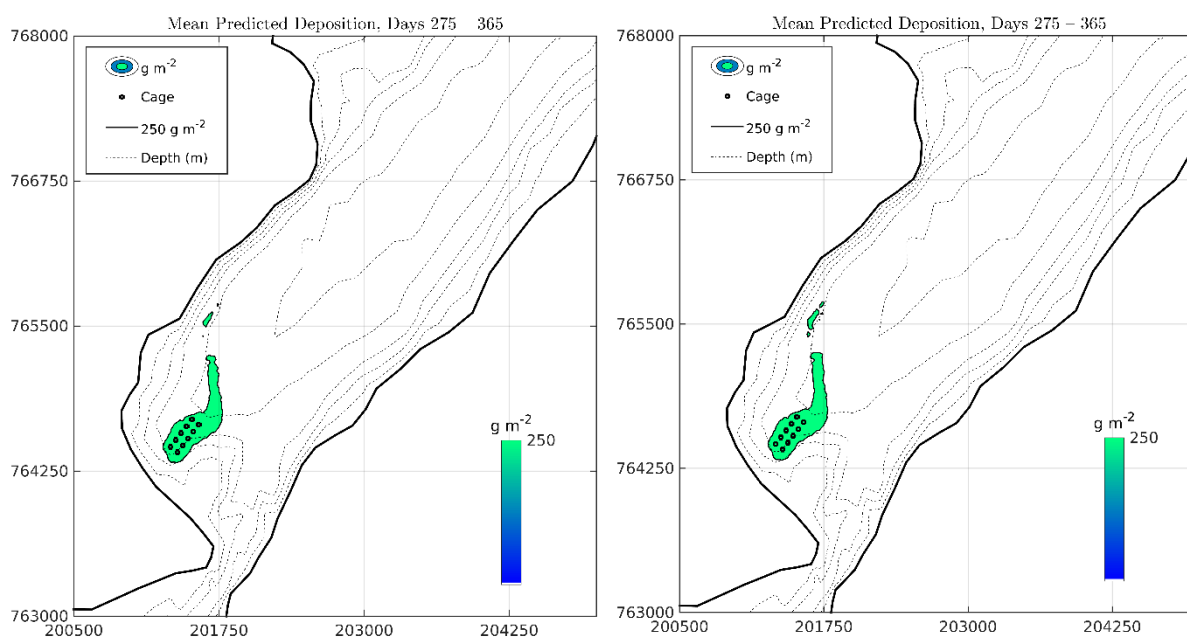 Mean Predicted Deposition, Days 275 – 365
768000
766750
765500
764250
763000
200500
201750
203000
204250
g m⁻²
Cage
250 g m⁻²
Depth (m)
g m⁻²
250
Mean Predicted Deposition, Days 275 – 365
768000
766750
765500
764250
763000
200500
201750
203000
204250
g m⁻²
Cage
250 g m⁻²
Depth (m)
g m⁻²
250